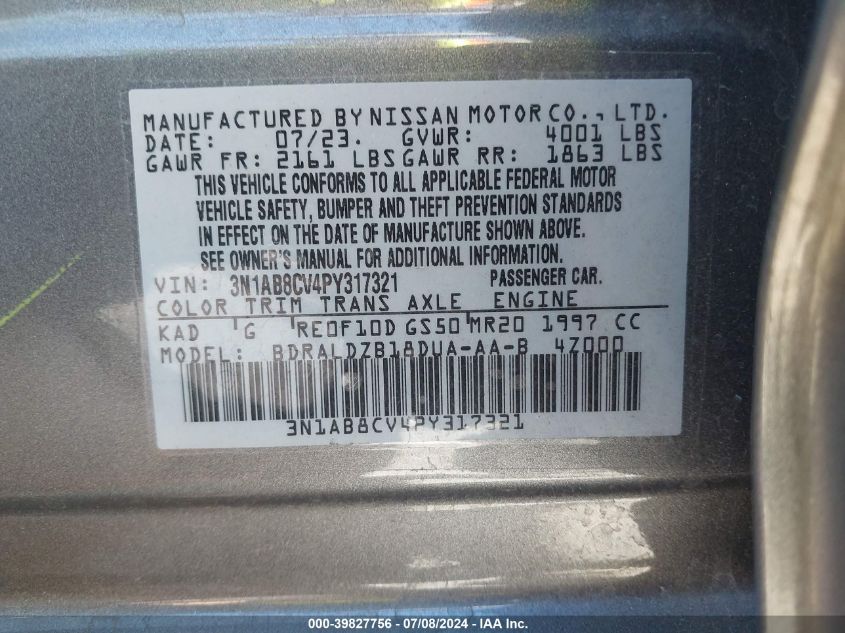 MANUFACTURED BY NISSAN MOTOR CO., LTD.
DATE: 07/23. GVWR: 4001 LBS
GAWR FR: 2161 LBS GAWR RR: 1863 LBS
THIS VEHICLE CONFORMS TO ALL APPLICABLE FEDERAL MOTOR
VEHICLE SAFETY, BUMPER AND THEFT PREVENTION STANDARDS
IN EFFECT ON THE DATE OF MANUFACTURE SHOWN ABOVE.
SEE OWNER'S MANUAL FOR ADDITIONAL INFORMATION.
VIN: 3N1AB8CV4PY317321 PASSENGER CAR.
COLOR TRIM TRANS AXLE ENGINE
KAD G RE0F10D GS50 MR20 1997 CC
MODEL: BDRALDZB18DUA-AA-B 4Z000
3N1AB8CV4PY317321
000-39827756 - 07/08/2024 - U.S. DE: IAA, Inc.